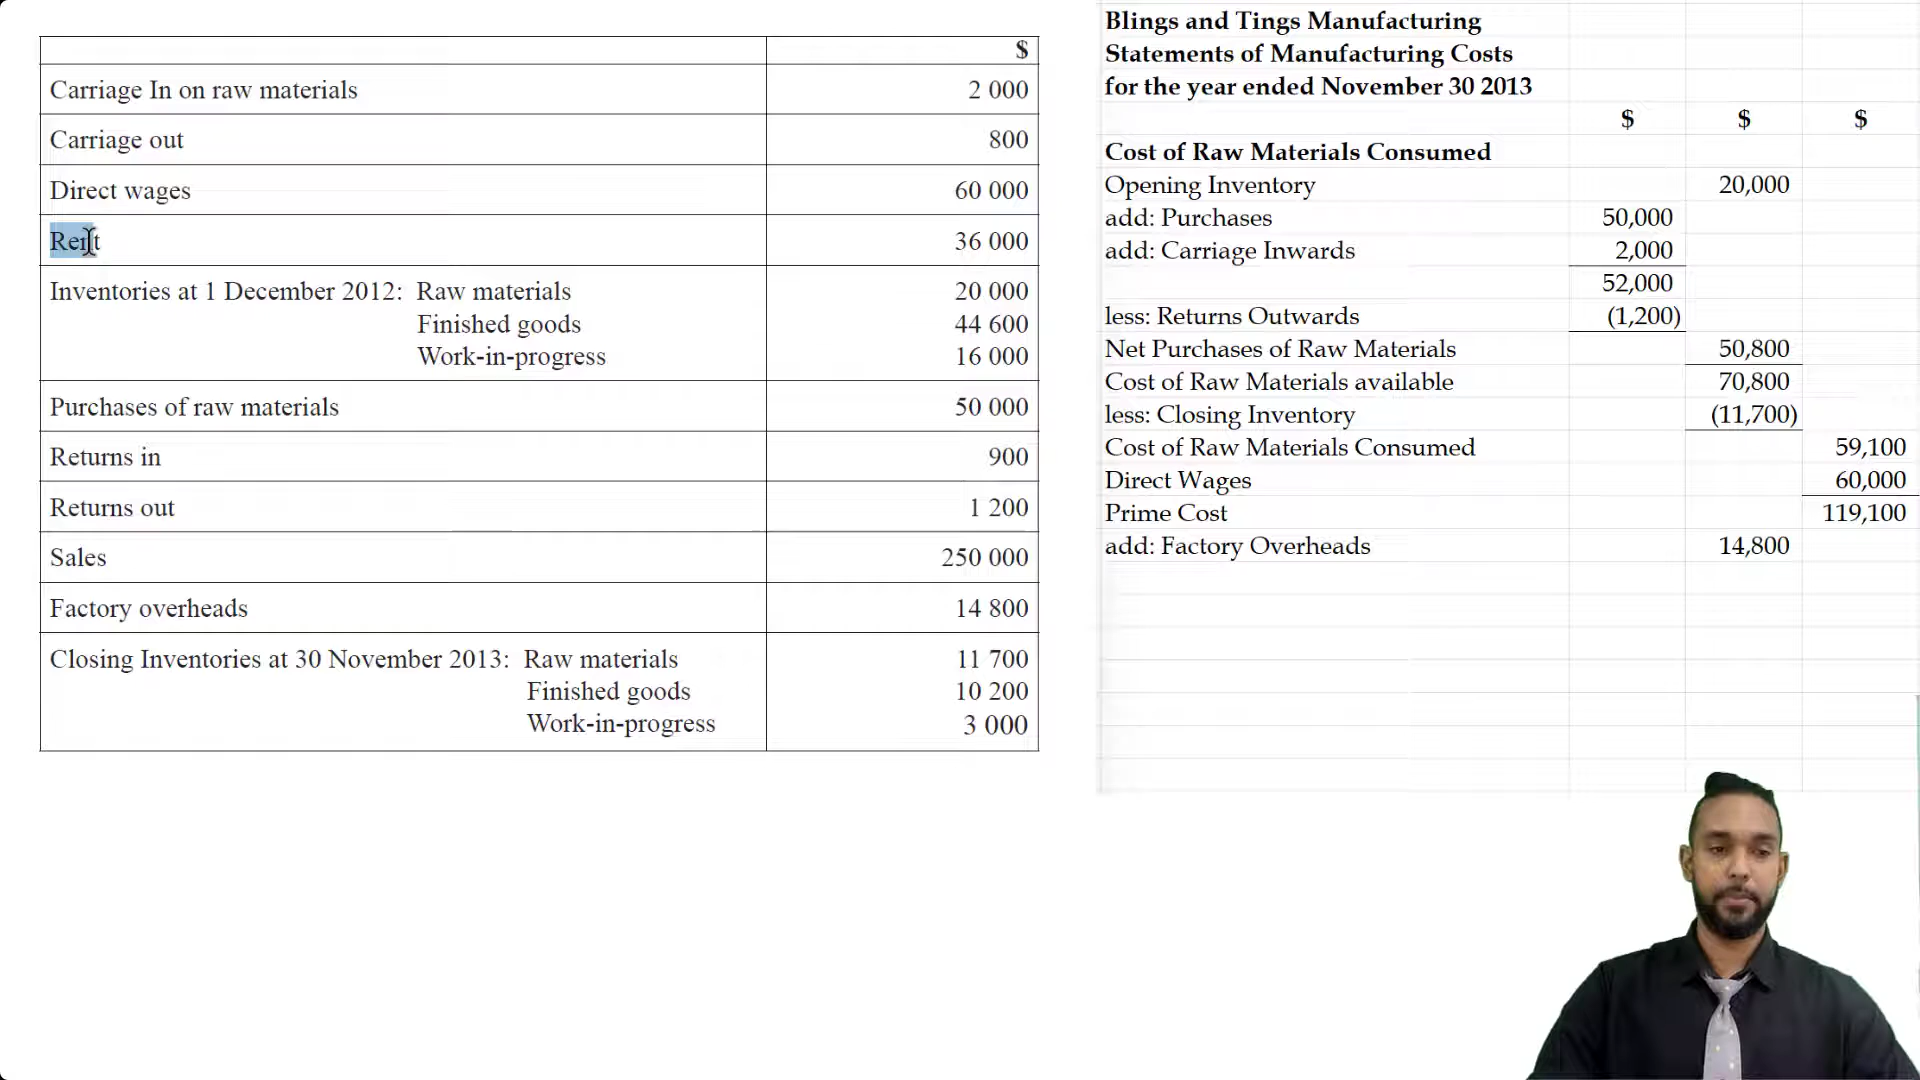 $
Carriage In on raw materials 2 000
Carriage out 800
Direct wages 60 000
Rent 36 000
Inventories at 1 December 2012: Raw materials 20 000
Finished goods 44 600
Work-in-progress 16 000
Purchases of raw materials 50 000
Returns in 900
Returns out 1 200
Sales 250 000
Factory overheads 14 800
Closing Inventories at 30 November 2013: Raw materials 11 700
Finished goods 10 200
Work-in-progress 3 000
Blings and Tings Manufacturing
Statements of Manufacturing Costs
for the year ended November 30 2013
$ $ $
Cost of Raw Materials Consumed
Opening Inventory 20,000
add: Purchases 50,000
add: Carriage Inwards 2,000
52,000
less: Returns Outwards (1,200)
Net Purchases of Raw Materials 50,800
Cost of Raw Materials available 70,800
less: Closing Inventory (11,700)
Cost of Raw Materials Consumed 59,100
Direct Wages 60,000
Prime Cost 119,100
add: Factory Overheads 14,800